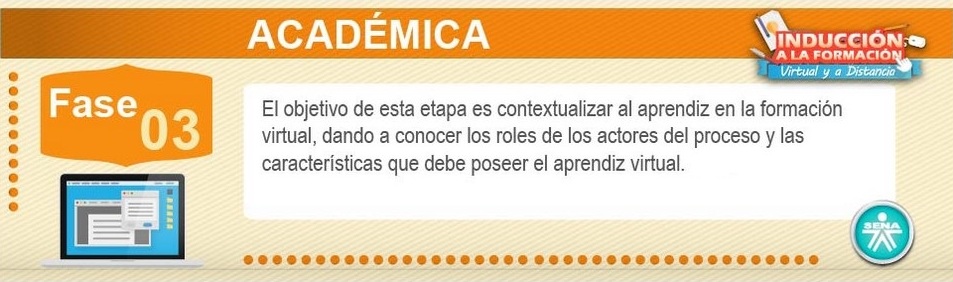 ACADÉMICA
INDUCCIÓN
A LA FORMACIÓN
Virtual y a Distancia
Fase
03
El objetivo de esta etapa es contextualizar al aprendiz en la formación
virtual, dando a conocer los roles de los actores del proceso y las
características que debe poseer el aprendiz virtual.
SENA